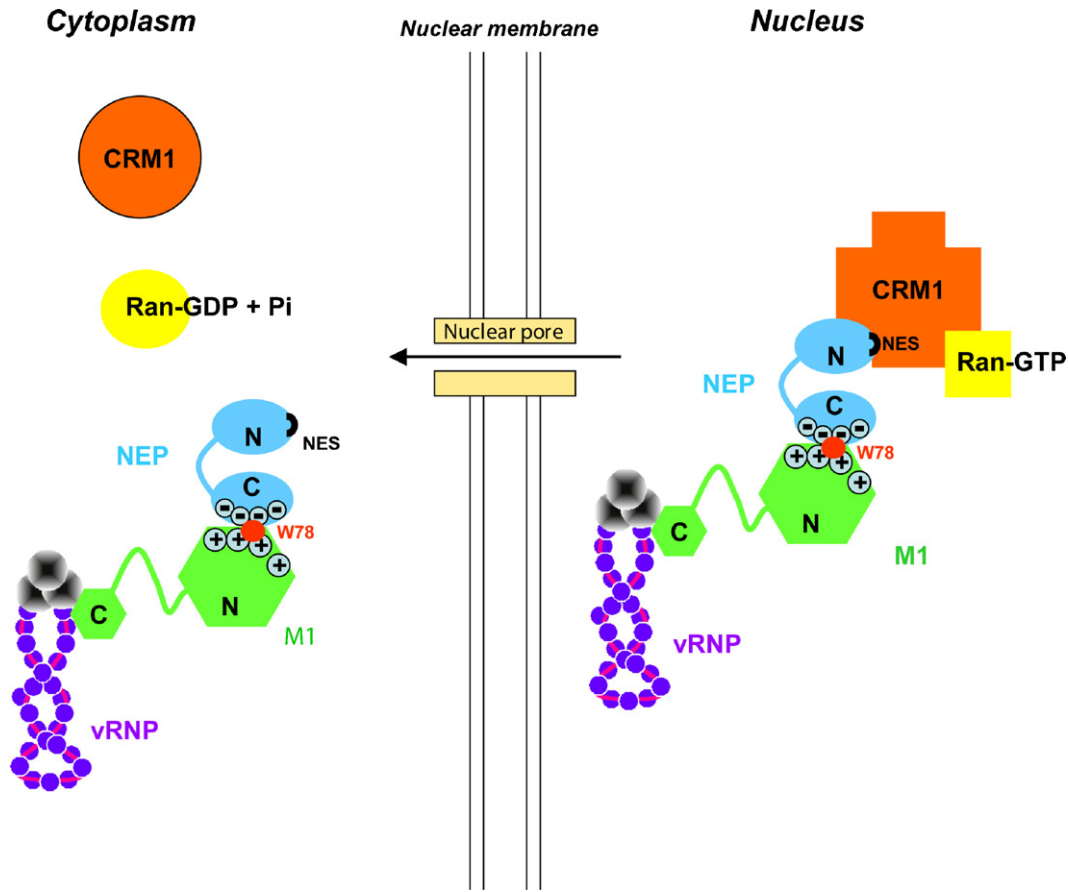 Cytoplasm
Nuclear membrane
Nucleus
CRM1
Ran-GDP + Pi
Nuclear pore
CRM1
N
NES
Ran-GTP
NEP
C
- - - -
W78
+ + + +
N
C
M1
vRNP
NEP
N
NES
C
- - - -
W78
+ + + +
N
C
M1
vRNP